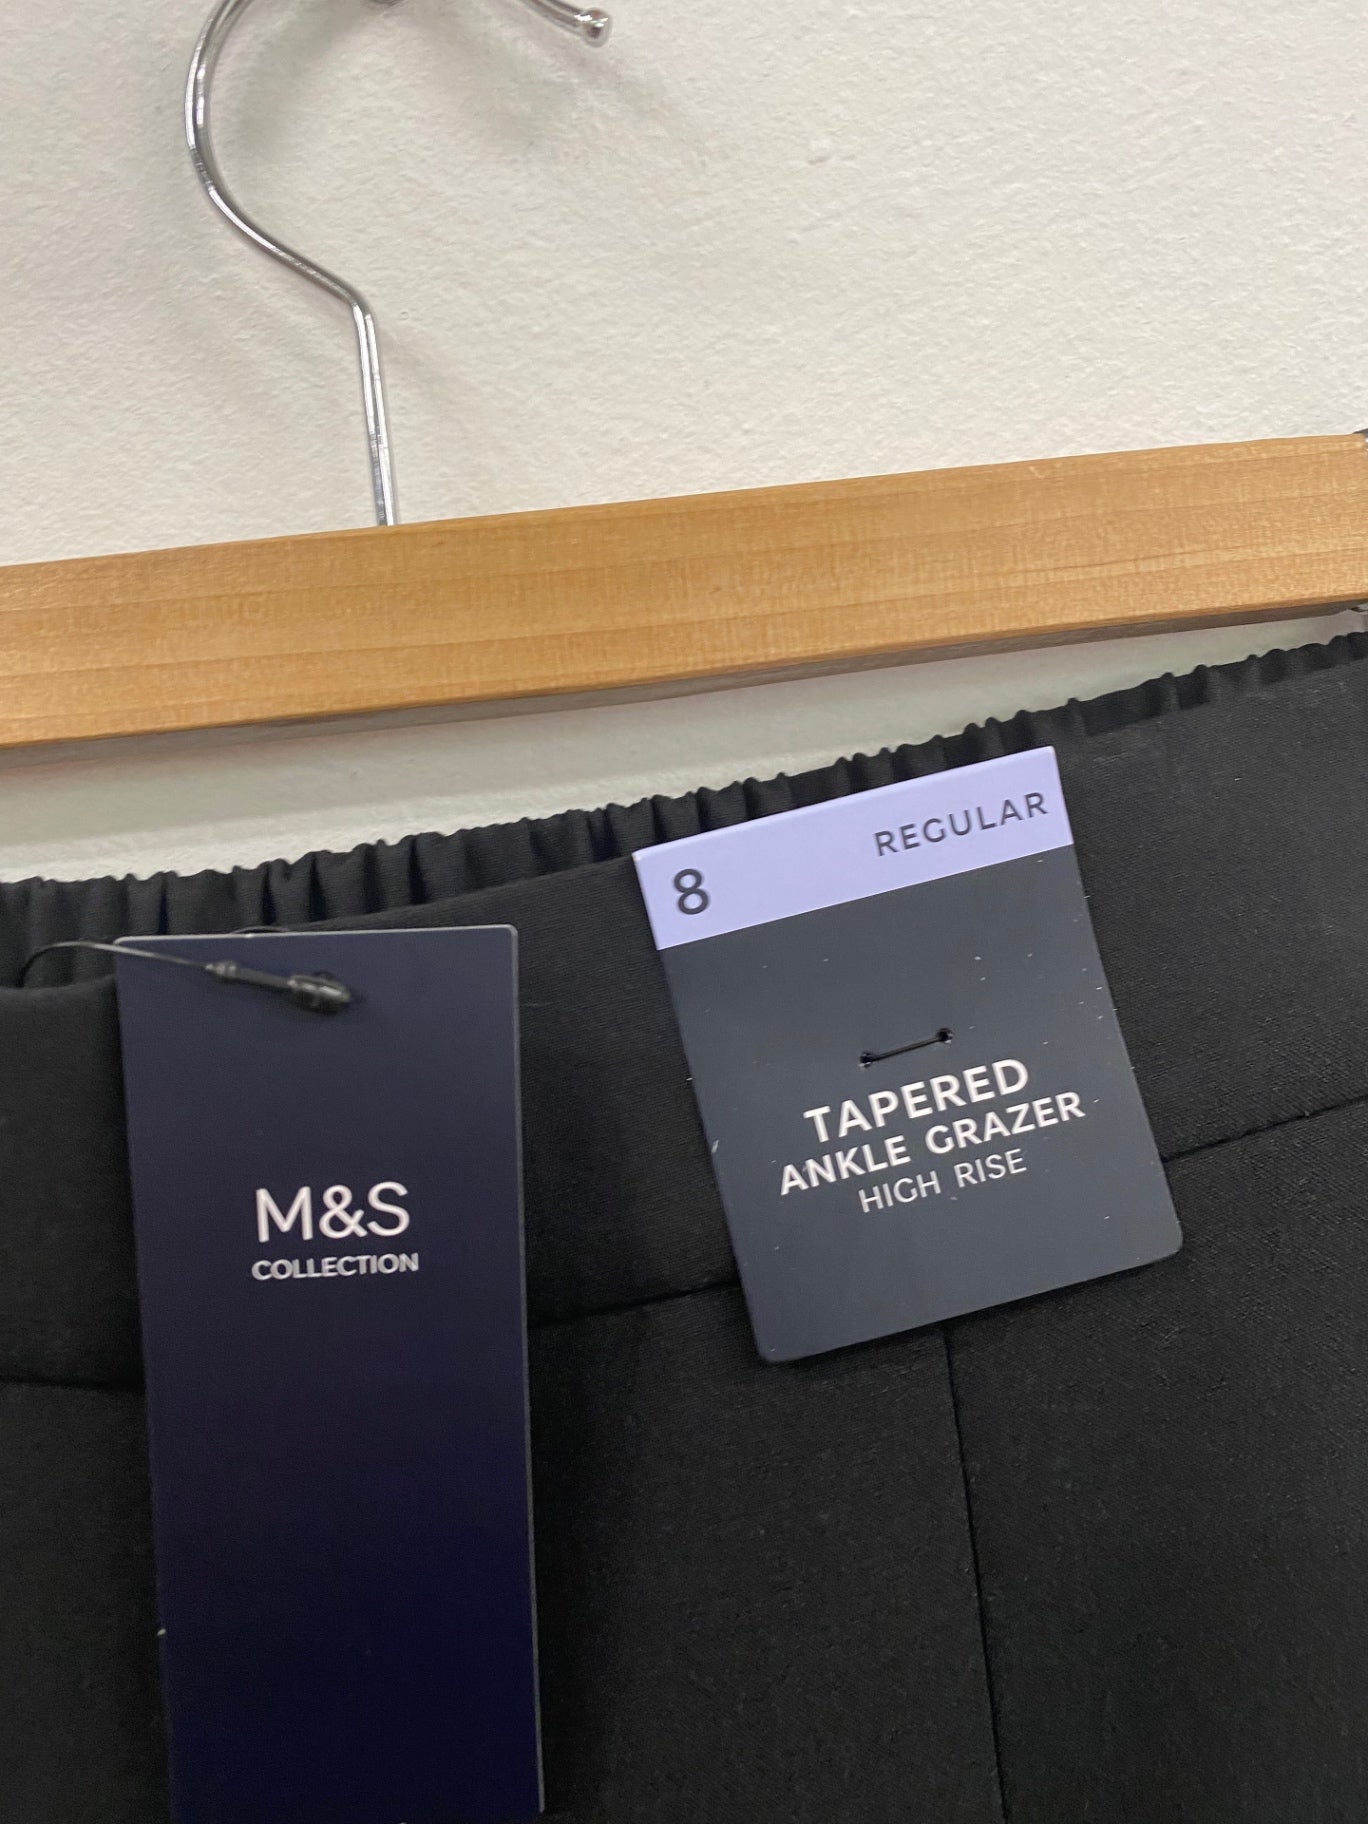 8 REGULAR
TAPERED
ANKLE GRAZER
HIGH RISE
M&S
COLLECTION